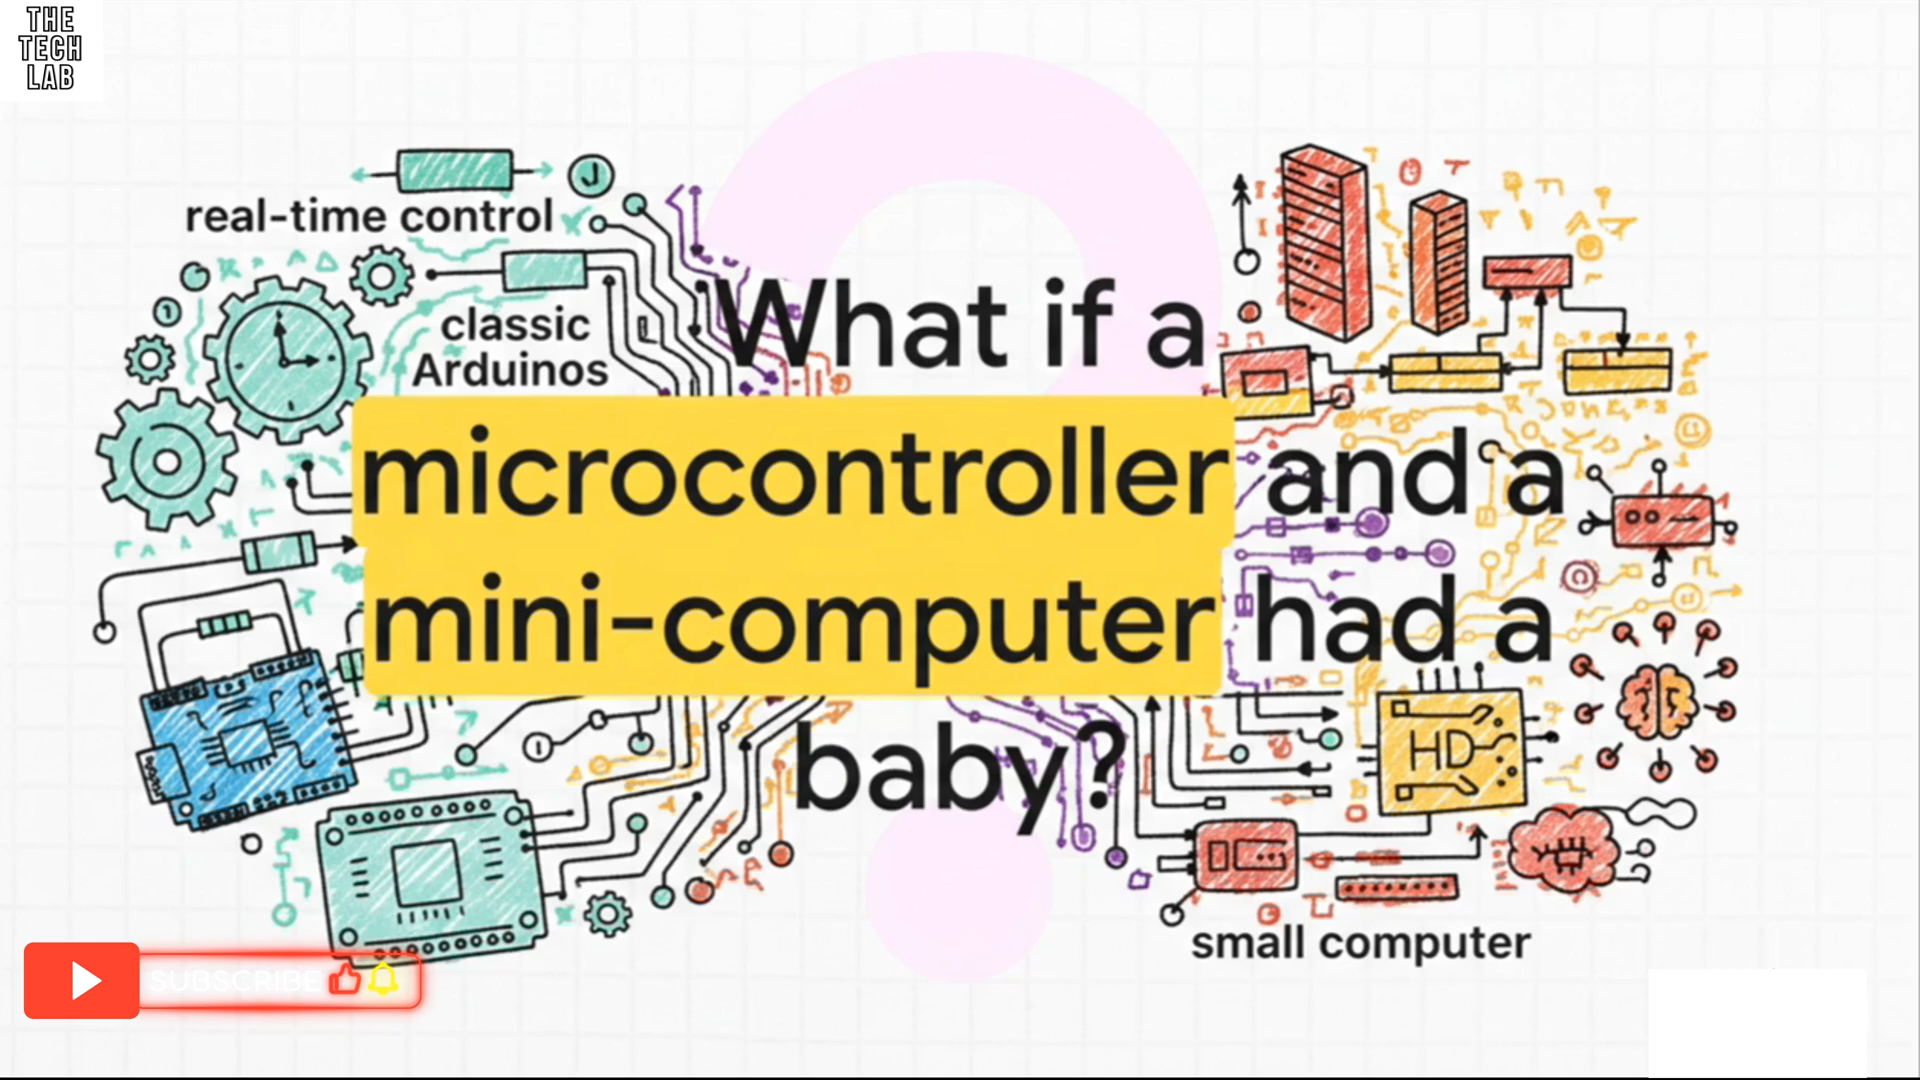 THE
TECH
LAB
real-time control
classic
Arduinos
What if a
microcontroller and a
mini-computer had a
baby?
HD
small computer
SUBSCRIBE